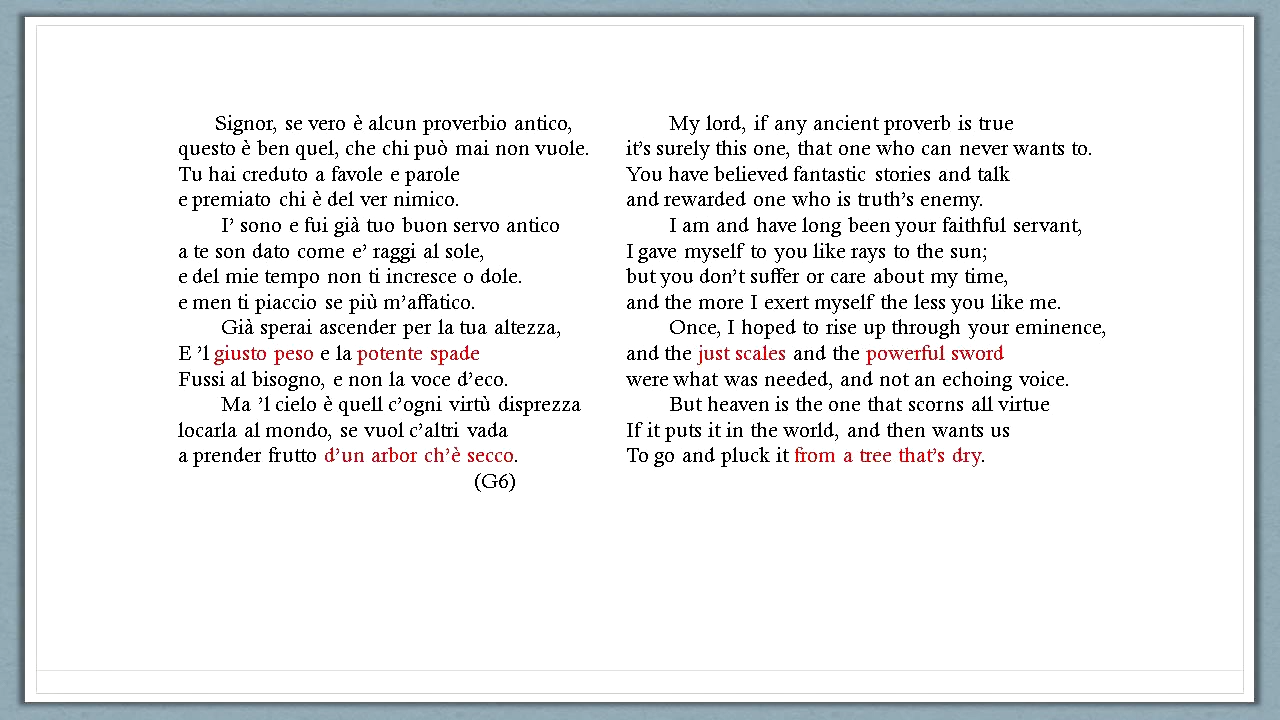 Signor, se vero è alcun proverbio antico,
questo è ben quel, che chi può mai non vuole.
Tu hai creduto a favole e parole
e premiato chi è del ver nimico.
I’ sono e fui già tuo buon servo antico
a te son dato come e’ raggi al sole,
e del mie tempo non ti incresce o dole.
e men ti piaccio se più m’affatico.
Già sperai ascender per la tua altezza,
E ’l giusto peso e la potente spade
Fussi al bisogno, e non la voce d’eco.
Ma ’l cielo è quell c’ogni virtù disprezza
locarla al mondo, se vuol c’altri vada
a prender frutto d’un arbor ch’è secco.
(G6)
My lord, if any ancient proverb is true
it’s surely this one, that one who can never wants to.
You have believed fantastic stories and talk
and rewarded one who is truth’s enemy.
I am and have long been your faithful servant,
I gave myself to you like rays to the sun;
but you don’t suffer or care about my time,
and the more I exert myself the less you like me.
Once, I hoped to rise up through your eminence,
and the just scales and the powerful sword
were what was needed, and not an echoing voice.
But heaven is the one that scorns all virtue
If it puts it in the world, and then wants us
To go and pluck it from a tree that’s dry.